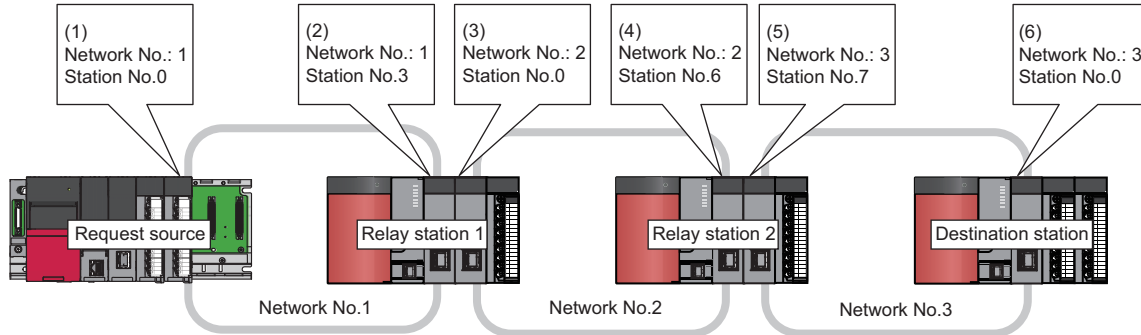 (1)
Network No.: 1
Station No.0
(2)
Network No.: 1
Station No.3
(3)
Network No.: 2
Station No.0
(4)
Network No.: 2
Station No.6
(5)
Network No.: 3
Station No.7
(6)
Network No.: 3
Station No.0
Request source
Relay station 1
Relay station 2
Destination station
Network No.1
Network No.2
Network No.3